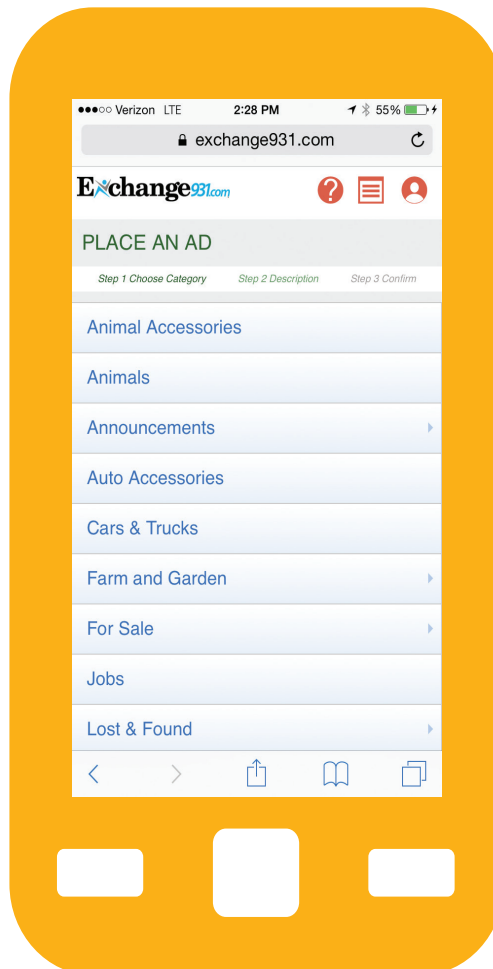 Verizon LTE 2:28 PM 55%
exchange931.com
Exchange931.com
PLACE AN AD
Step 1 Choose Category Step 2 Description Step 3 Confirm
Animal Accessories
Animals
Announcements
Auto Accessories
Cars & Trucks
Farm and Garden
For Sale
Jobs
Lost & Found